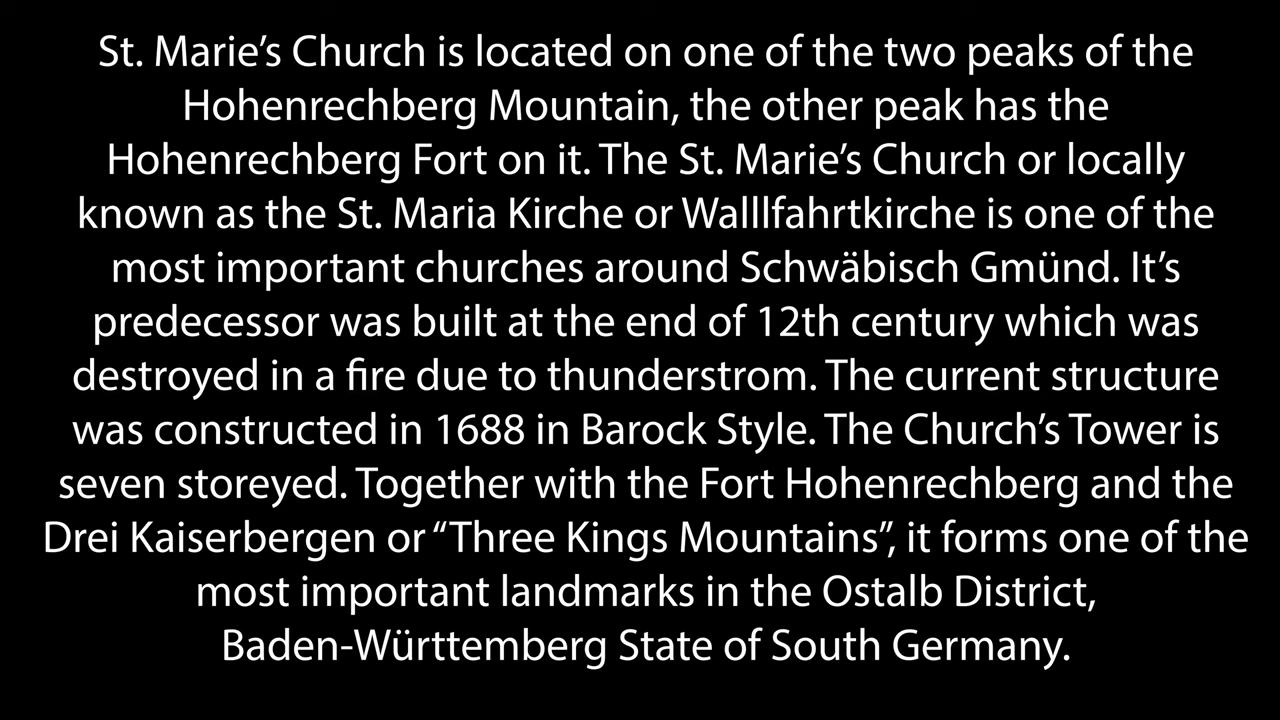 St. Marie’s Church is located on one of the two peaks of the
Hohenrechberg Mountain, the other peak has the
Hohenrechberg Fort on it. The St. Marie’s Church or locally
known as the St. Maria Kirche or Walllfahrtkirche is one of the
most important churches around Schwäbisch Gmünd. It’s
predecessor was built at the end of 12th century which was
destroyed in a fire due to thunderstrom. The current structure
was constructed in 1688 in Barock Style. The Church’s Tower is
seven storeyed. Together with the Fort Hohenrechberg and the
Drei Kaiserbergen or “Three Kings Mountains”, it forms one of the
most important landmarks in the Ostalb District,
Baden-Württemberg State of South Germany.